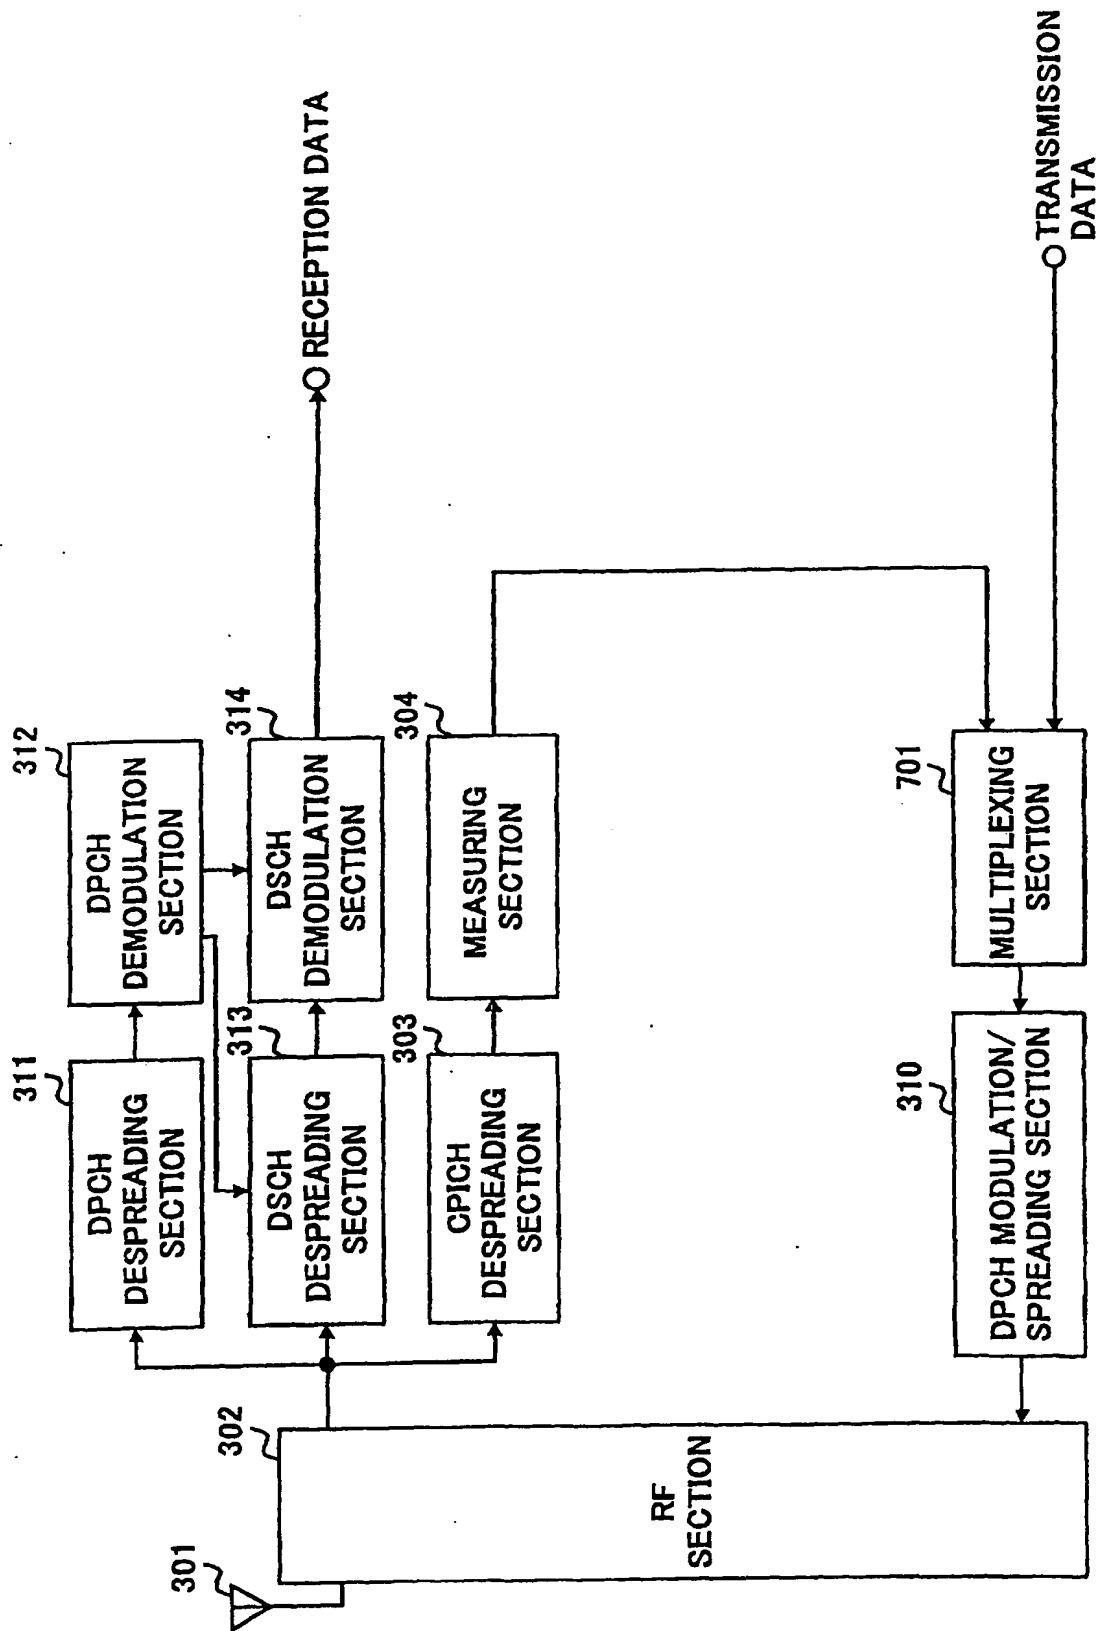 301
302
RF
SECTION
311
DPCH
DESPREADING
SECTION
312
DPCH
DEMODULATION
SECTION
313
DSCH
DESPREADING
SECTION
314
DSCH
DEMODULATION
SECTION
RECEPTION DATA
303
CPICH
DESPREADING
SECTION
304
MEASURING
SECTION
310
DPCH MODULATION/
SPREADING SECTION
701
MULTIPLEXING
SECTION
TRANSMISSION
DATA